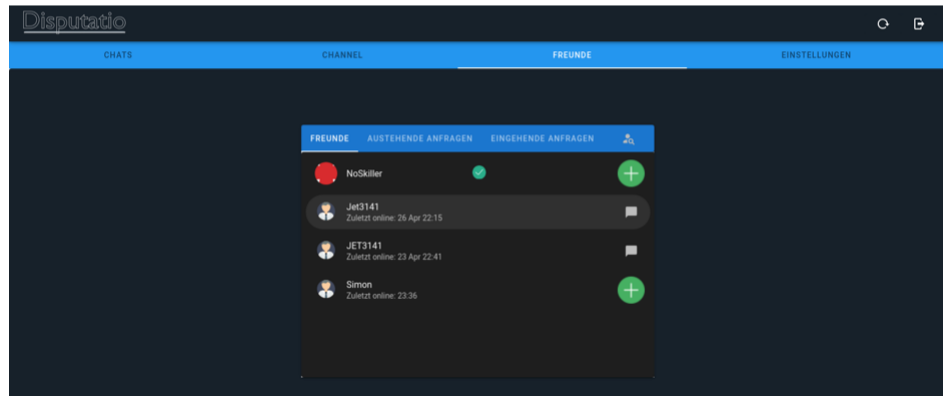 Disputatio
CHATS CHANNEL FREUNDE EINSTELLUNGEN
FREUNDE AUSTEHENDE ANFRAGEN EINGEHENDE ANFRAGEN
NoSkiller
Jet3141
Zuletzt online: 26 Apr 22:15
JET3141
Zuletzt online: 23 Apr 22:41
Simon
Zuletzt online: 23:36